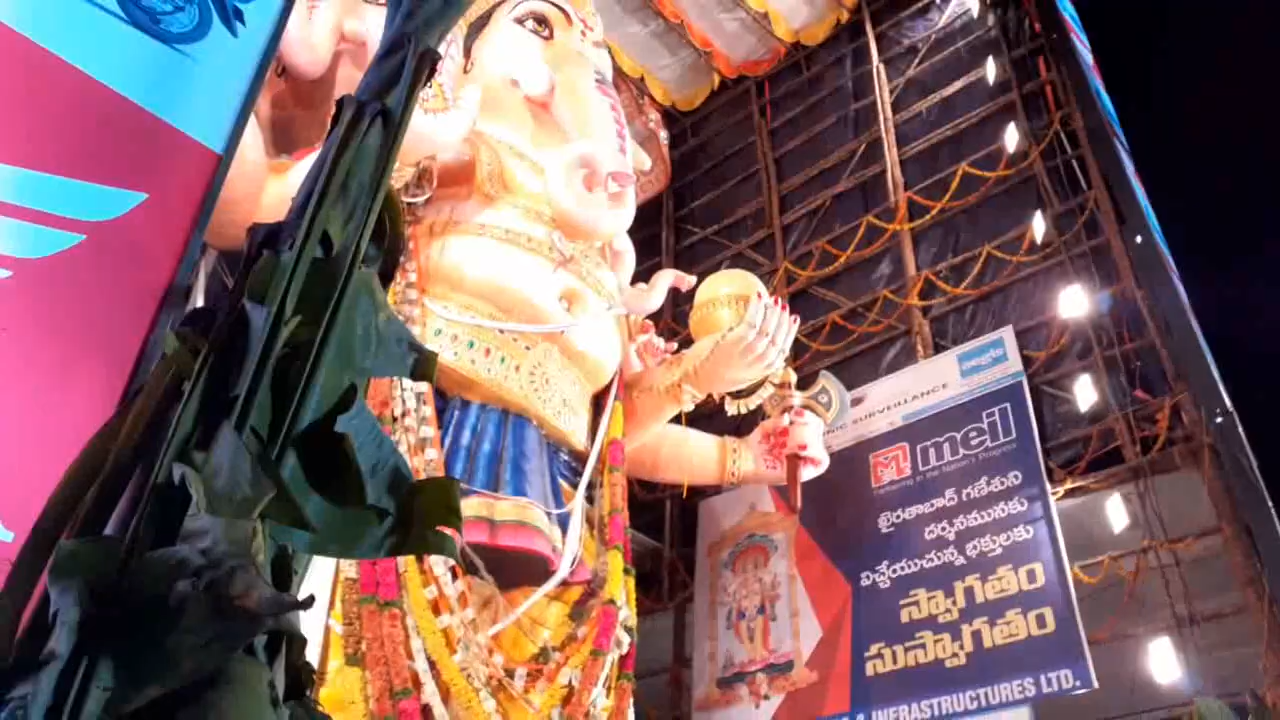 NIC SURVEILLANCE
meil
Partnering in the Nation's Progress
ఖైరతాబాద్ గణేశుని
దర్శనమునకు
విచ్చేయుచున్న భక్తులకు
స్వాగతం
సుస్వాగతం
& INFRASTRUCTURES LTD.